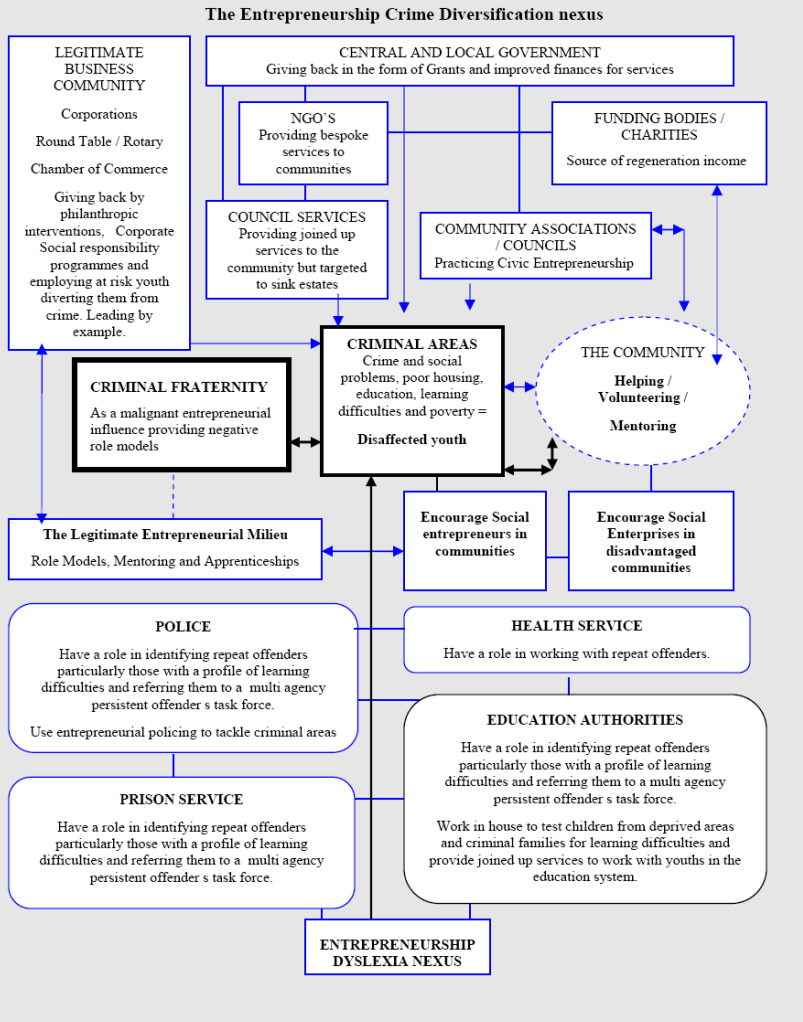 The Entrepreneurship Crime Diversification nexus
LEGITIMATE
BUSINESS
COMMUNITY
Corporations
Round Table / Rotary
Chamber of Commerce
Giving back by
philanthropic
interventions, Corporate
Social responsibility
programmes and
employing at risk youth
diverting them from
crime. Leading by
example.
CENTRAL AND LOCAL GOVERNMENT
Giving back in the form of Grants and improved finances for services
NGO'S
Providing bespoke
services to
communities
FUNDING BODIES /
CHARITIES
Source of regeneration income
COUNCIL SERVICES
Providing joined up
services to the
community but targeted
to sink estates
COMMUNITY ASSOCIATIONS
/ COUNCILS
Practicing Civic Entrepreneurship
CRIMINAL AREAS
Crime and social
problems, poor housing,
education, learning
difficulties and poverty =
Disaffected youth
THE COMMUNITY
Helping /
Volunteering /
Mentoring
CRIMINAL FRATERNITY
As a malignant entrepreneurial
influence providing negative
role models
The Legitimate Entrepreneurial Milieu
Role Models, Mentoring and Apprenticeships
Encourage Social
entrepreneurs in
communities
Encourage Social
Enterprises in
disadvantaged
communities
POLICE
Have a role in identifying repeat offenders
particularly those with a profile of learning
difficulties and referring them to a multi agency
persistent offender s task force.
Use entrepreneurial policing to tackle criminal areas
HEALTH SERVICE
Have a role in working with repeat offenders.
EDUCATION AUTHORITIES
Have a role in identifying repeat offenders
particularly those with a profile of learning
difficulties and referring them to a multi agency
persistent offender s task force.
Work in house to test children from deprived areas
and criminal families for learning difficulties and
provide joined up services to work with youths in the
education system.
PRISON SERVICE
Have a role in identifying repeat offenders
particularly those with a profile of learning
difficulties and referring them to a multi agency
persistent offender s task force.
ENTREPRENEURSHIP
DYSLEXIA NEXUS